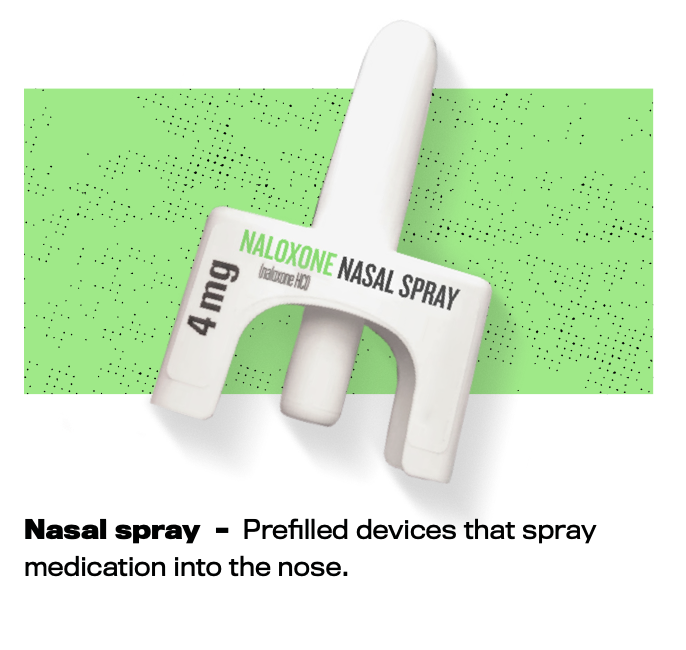 NALOXONE NASAL SPRAY
(naloxone HCl)
4 mg
Nasal spray - Prefilled devices that spray
medication into the nose.